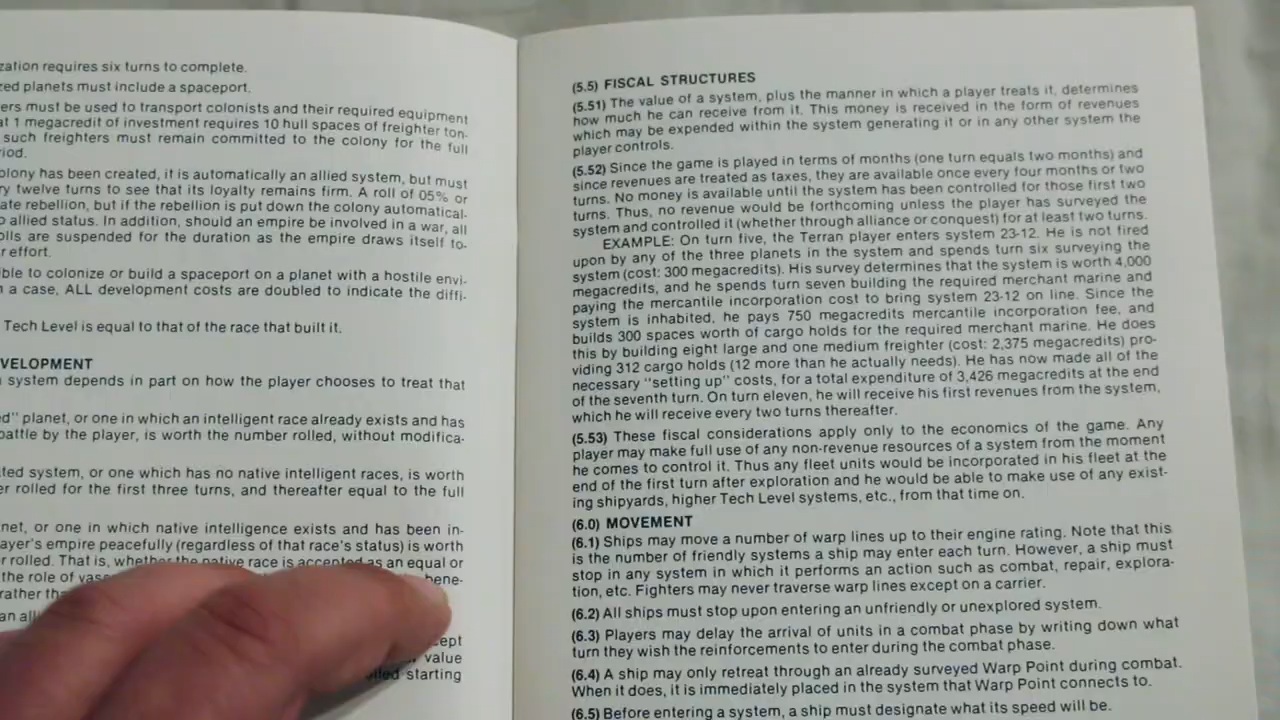 zation requires six turns to complete.
zed planets must include a spaceport.
ers must be used to transport colonists and their required equipment
at 1 megacredit of investment requires 10 hull spaces of freighter ton-
such freighters must remain committed to the colony for the full
riod.
olony has been created, it is automatically an allied system, but must
ry twelve turns to see that its loyalty remains firm. A roll of 05% or
ate rebellion, but if the rebellion is put down the colony automatical-
o allied status. In addition, should an empire be involved in a war, all
olls are suspended for the duration as the empire draws itself to-
r effort.
ible to colonize or build a spaceport on a planet with a hostile envi-
n a case, ALL development costs are doubled to indicate the diffi-
Tech Level is equal to that of the race that built it.
VELOPMENT
a system depends in part on how the player chooses to treat that
ed" planet, or one in which an intelligent race already exists and has
battle by the player, is worth the number rolled, without modifica-
ted system, or one which has no native intelligent races, is worth
er rolled for the first three turns, and thereafter equal to the full
net, or one in which native intelligence exists and has been in-
ayer's empire peacefully (regardless of that race's status) is worth
r rolled. That is, whether the native race is accepted as an equal or
the role of bene-
rather
an
cept
value
starting
(5.5) FISCAL STRUCTURES
(5.51) The value of a system, plus the manner in which a player treats it, determines
how much he can receive from it. This money is received in the form of revenues
which may be expended within the system generating it or in any other system the
player controls.
(5.52) Since the game is played in terms of months (one turn equals two months) and
since revenues are treated as taxes, they are available once every four months or two
turns. No money is available until the system has been controlled for those first two
turns. Thus, no revenue would be forthcoming unless the player has surveyed the
system and controlled it (whether through alliance or conquest) for at least two turns.
EXAMPLE: On turn five, the Terran player enters system 23-12. He is not fired
upon by any of the three planets in the system and spends turn six surveying the
system (cost: 300 megacredits). His survey determines that the system is worth 4,000
megacredits, and he spends turn seven building the required merchant marine and
paying the mercantile incorporation cost to bring system 23-12 on line. Since the
system is inhabited, he pays 750 megacredits mercantile incorporation fee, and
builds 300 spaces worth of cargo holds for the required merchant marine. He does
this by building eight large and one medium freighter (cost: 2,375 megacredits) pro-
viding 312 cargo holds (12 more than he actually needs). He has now made all of the
necessary "setting up" costs, for a total expenditure of 3,426 megacredits at the end
of the seventh turn. On turn eleven, he will receive his first revenues from the system,
which he will receive every two turns thereafter.
(5.53) These fiscal considerations apply only to the economics of the game. Any
player may make full use of any non-revenue resources of a system from the moment
he comes to control it. Thus any fleet units would be incorporated in his fleet at the
end of the first turn after exploration and he would be able to make use of any exist-
ing shipyards, higher Tech Level systems, etc., from that time on.
(6.0) MOVEMENT
(6.1) Ships may move a number of warp lines up to their engine rating. Note that this
is the number of friendly systems a ship may enter each turn. However, a ship must
stop in any system in which it performs an action such as combat, repair, explora-
tion, etc. Fighters may never traverse warp lines except on a carrier.
(6.2) All ships must stop upon entering an unfriendly or unexplored system.
(6.3) Players may delay the arrival of units in a combat phase by writing down what
turn they wish the reinforcements to enter during the combat phase.
(6.4) A ship may only retreat through an already surveyed Warp Point during combat.
When it does, it is immediately placed in the system that Warp Point connects to.
(6.5) Before entering a system, a ship must designate what its speed will be.